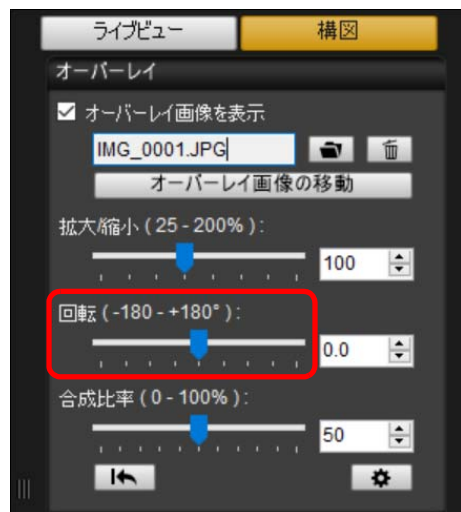 ライブビュー 構図
オーバーレイ
オーバーレイ画像を表示
IMG_0001.JPG
オーバーレイ画像の移動
拡大/縮小 ( 25 - 200% ) :
100
回転 ( -180 - +180° ) :
0.0
合成比率 ( 0 - 100% ) :
50